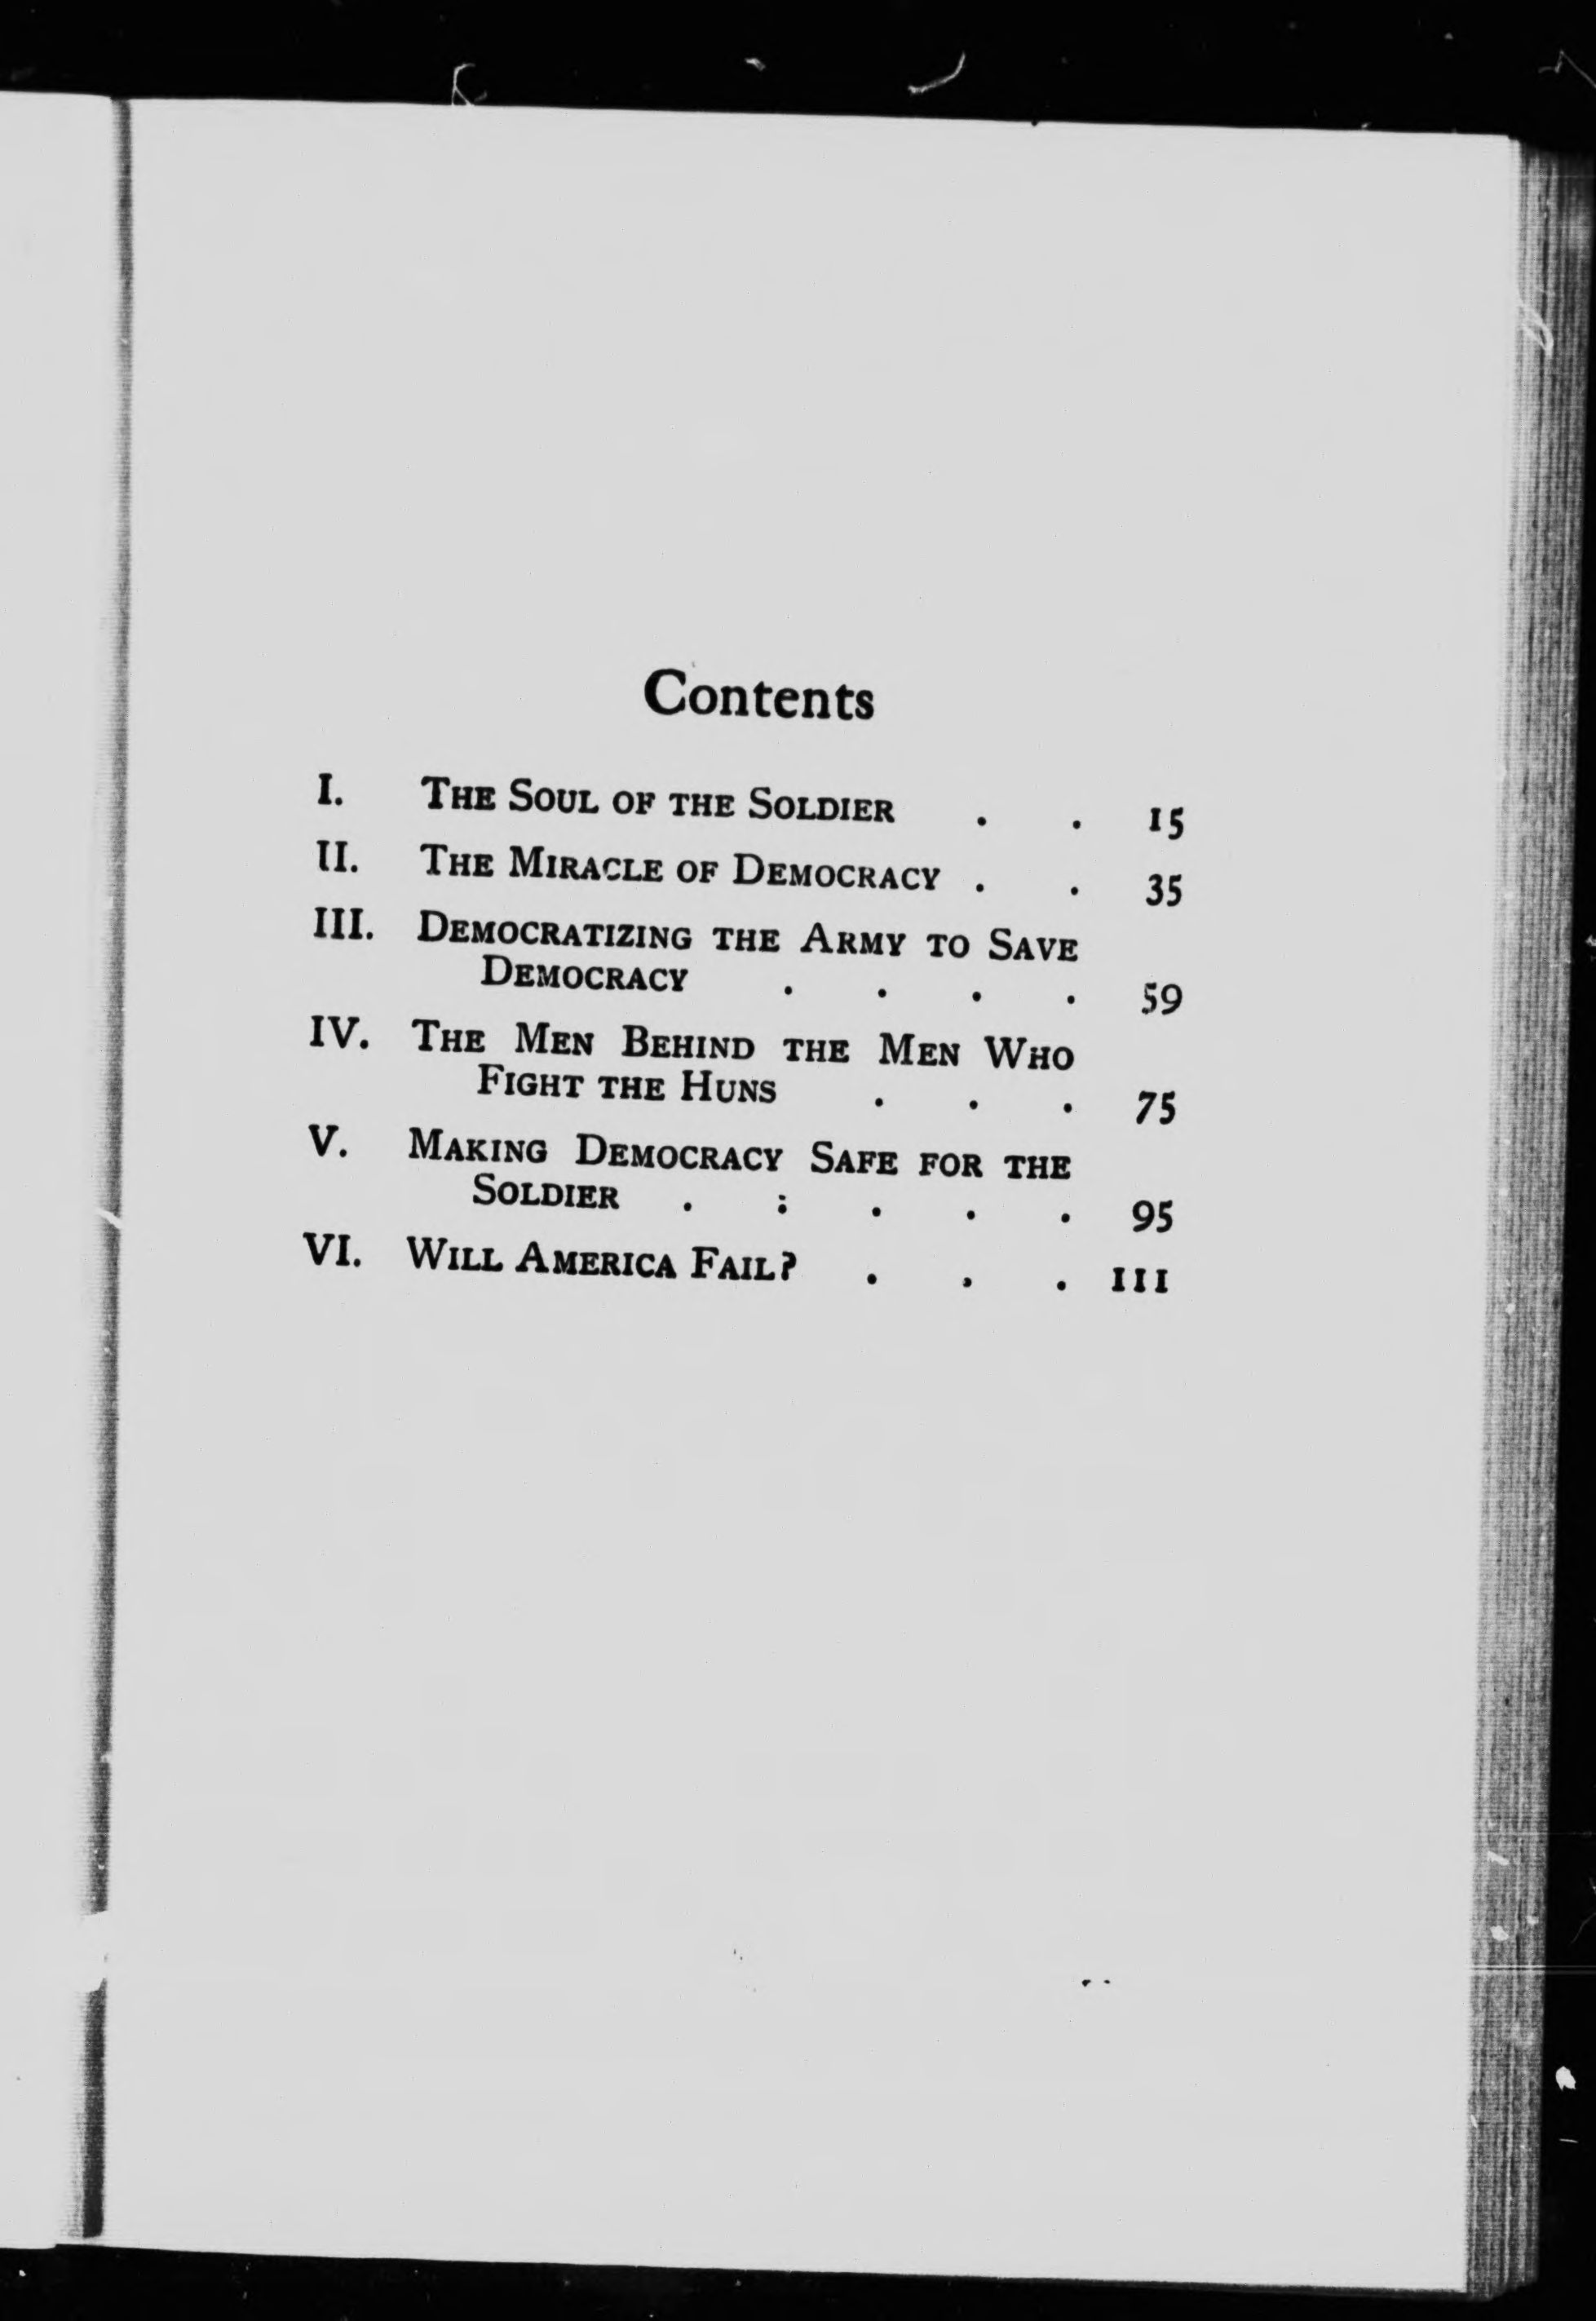 Contents
I. The Soul of the Soldier . . 15
II. The Miracle of Democracy . . 35
III. Democratizing the Army to Save
Democracy . . . . 59
IV. The Men Behind the Men Who
Fight the Huns . . . 75
V. Making Democracy Safe for the
Soldier . : . . . 95
VI. Will America Fail? . . . 111